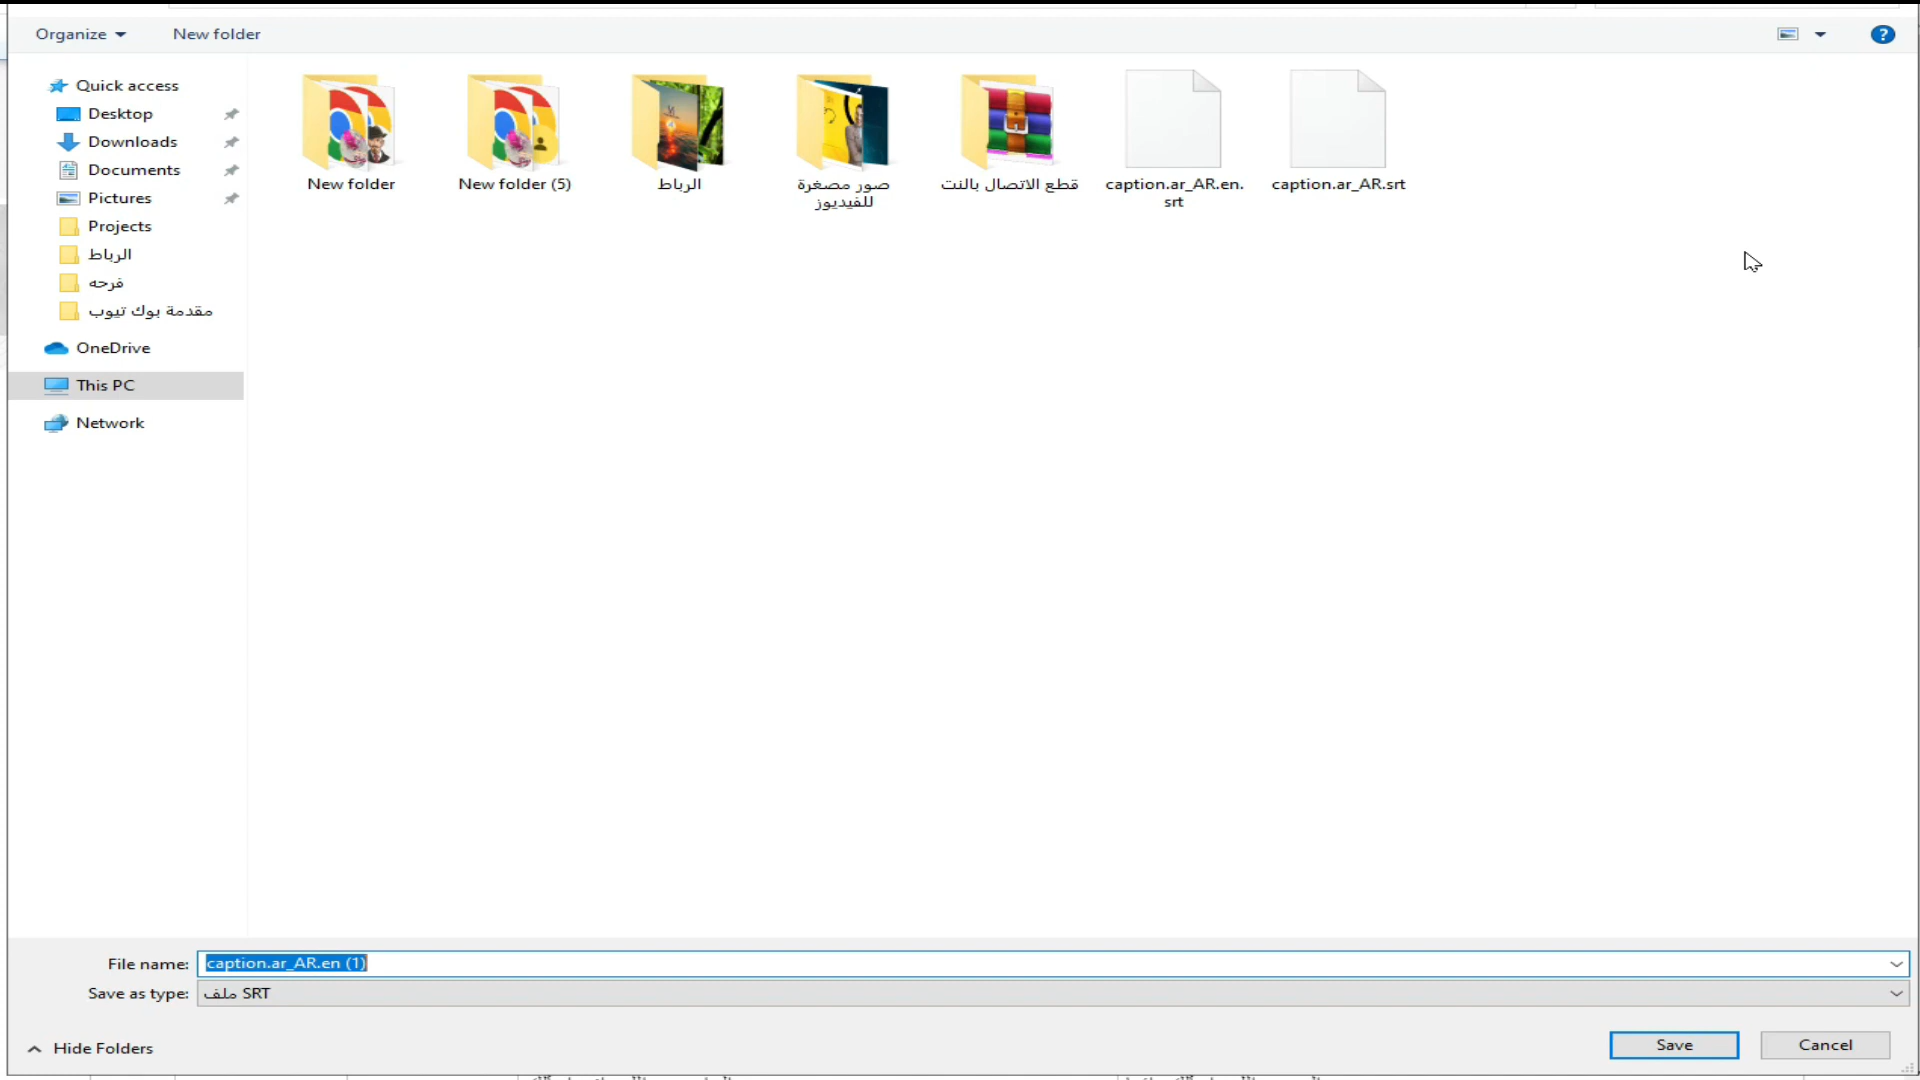 Organize
New folder
Quick access
Desktop
Downloads
Documents
Pictures
Projects
الرباط
فرحه
مقدمة بوك تيوب
OneDrive
This PC
Network
New folder
New folder (5)
الرباط
صور مصغرة
للفيديوز
قطع الاتصال بالنت
caption.ar_AR.en.
srt
caption.ar_AR.srt
File name: caption.ar_AR.en (1)
Save as type: ملف SRT
Hide Folders
Save
Cancel